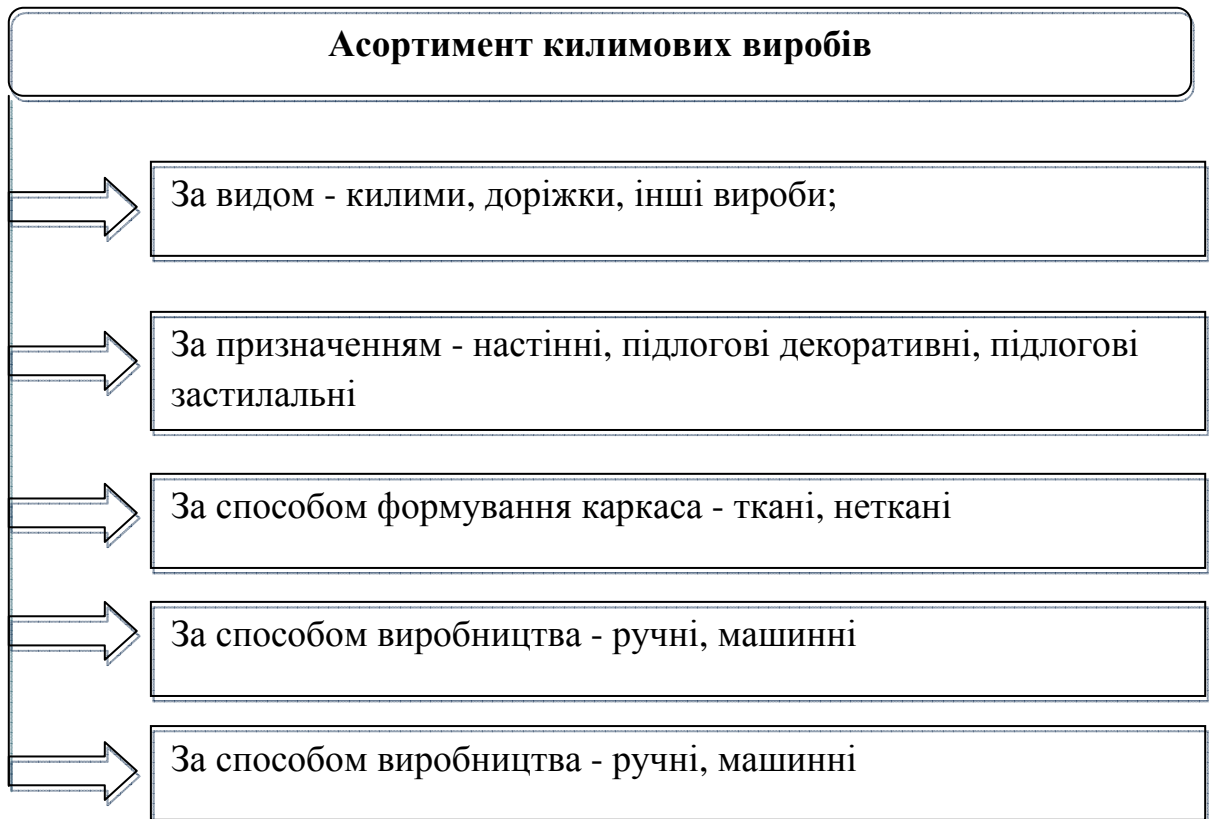 Асортимент килимових виробів
За видом - килими, доріжки, інші вироби;
За призначенням - настінні, підлогові декоративні, підлогові
застилальні
За способом формування каркаса - ткані, неткані
За способом виробництва - ручні, машинні
За способом виробництва - ручні, машинні